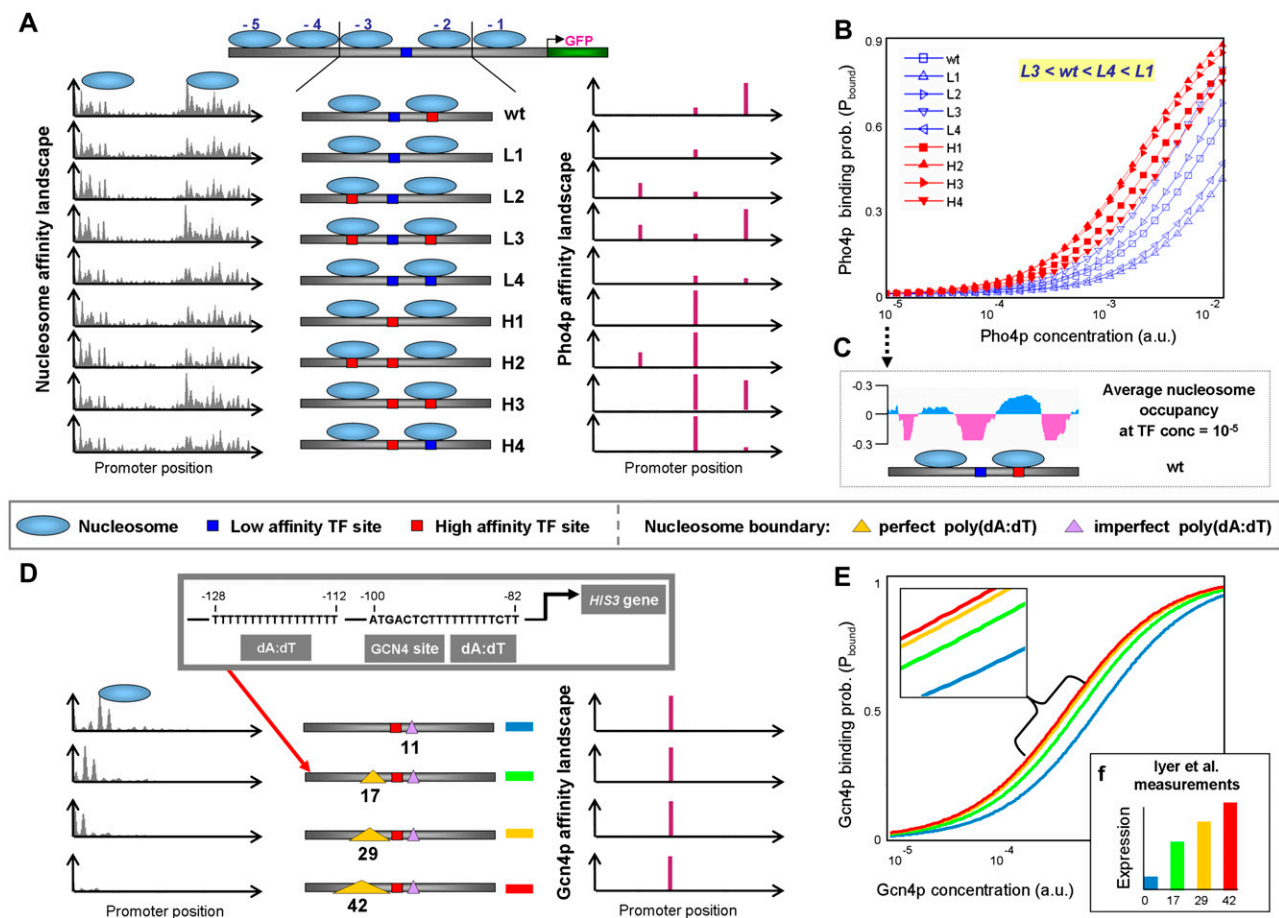 A
- 5
- 4
- 3
- 2
- 1
GFP
Nucleosome affinity landscape
wt
L1
L2
L3
L4
H1
H2
H3
H4
Promoter position
Pho4p affinity landscape
Promoter position
B
Pho4p binding prob. (Pbound)
0.9
0.6
0.3
0
wt
L1
L2
L3
L4
H1
H2
H3
H4
L3 < wt < L4 < L1
10-5
10-4
10-3
10-2
Pho4p concentration (a.u.)
C
-0.3
0
-0.3
Average nucleosome
occupancy
at TF conc = 10-5
wt
Nucleosome
Low affinity TF site
High affinity TF site
Nucleosome boundary:
perfect poly(dA:dT)
imperfect poly(dA:dT)
D
-128
-112
-100
-82
TTTTTTTTTTTTTTTTT
ATGACTCTTTTTTTTTCTT
HIS3 gene
dA:dT
GCN4 site
dA:dT
11
17
29
42
Promoter position
Gcn4p affinity landscape
Promoter position
E
Gcn4p binding prob. (Pbound)
1
0.5
0
10-5
10-4
Gcn4p concentration (a.u.)
f
Iyer et al.
measurements
Expression
0 17 29 42